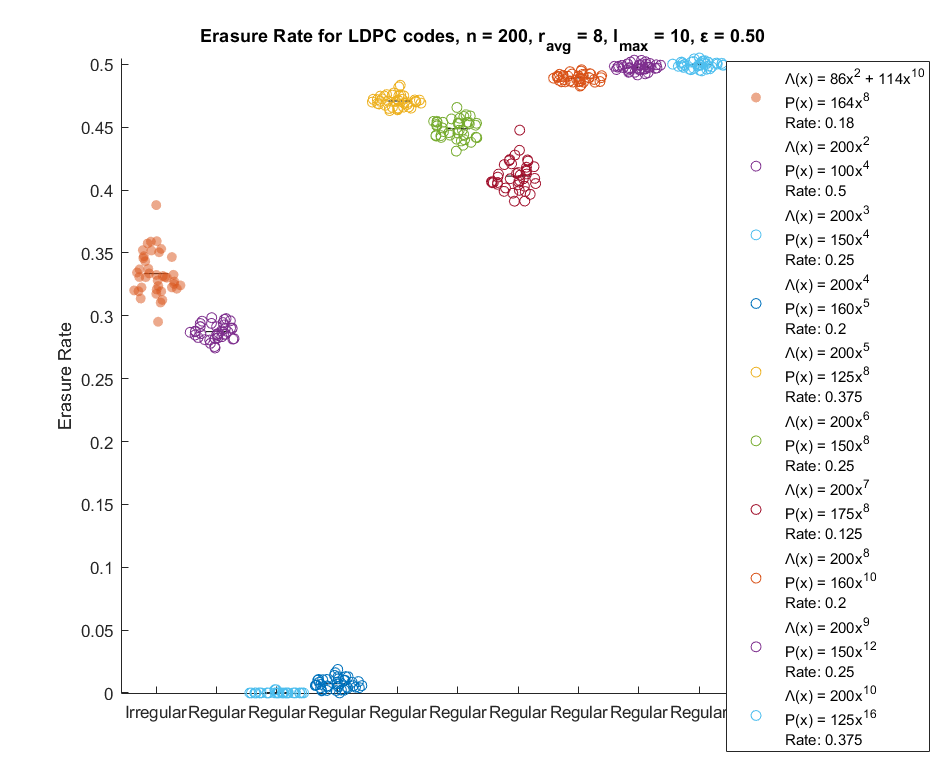 Erasure Rate for LDPC codes, n = 200, r_avg = 8, l_max = 10, ε = 0.50
0.5
0.45
0.4
0.35
0.3
0.25
0.2
0.15
0.1
0.05
0
Erasure Rate
Irregular Regular Regular Regular Regular Regular Regular Regular Regular Regular
Λ(x) = 86x^2 + 114x^10
P(x) = 164x^8
Rate: 0.18
Λ(x) = 200x^2
P(x) = 100x^4
Rate: 0.5
Λ(x) = 200x^3
P(x) = 150x^4
Rate: 0.25
Λ(x) = 200x^4
P(x) = 160x^5
Rate: 0.2
Λ(x) = 200x^5
P(x) = 125x^8
Rate: 0.375
Λ(x) = 200x^6
P(x) = 150x^8
Rate: 0.25
Λ(x) = 200x^7
P(x) = 175x^8
Rate: 0.125
Λ(x) = 200x^8
P(x) = 160x^10
Rate: 0.2
Λ(x) = 200x^9
P(x) = 150x^12
Rate: 0.25
Λ(x) = 200x^10
P(x) = 125x^16
Rate: 0.375